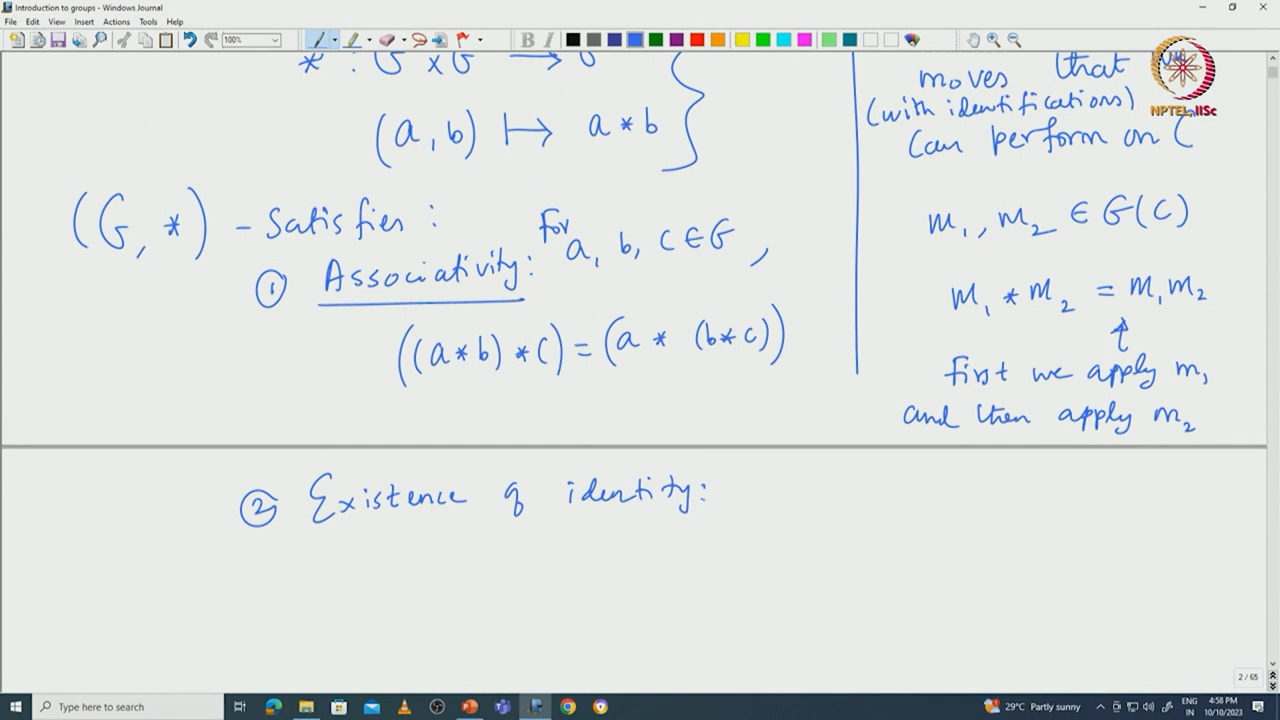 Introduction to groups - Windows Journal
File Edit View Insert Actions Tools Help
100%
* : G × G ⟶ G
(a, b) ⟼ a * b
(G, *) - Satisfies :
① Associativity: For a, b, c ∈ G,
((a * b) * c) = (a * (b * c))
moves that
(with identifications)
can perform on C
NPTEL, IISc
m₁, m₂ ∈ G(C)
m₁ * m₂ = m₁m₂
↑
first we apply m₁
and then apply m₂
② Existence of identity:
2 / 65
Type here to search
29°C Partly sunny
ENG
IN
4:58 PM
10/10/2023